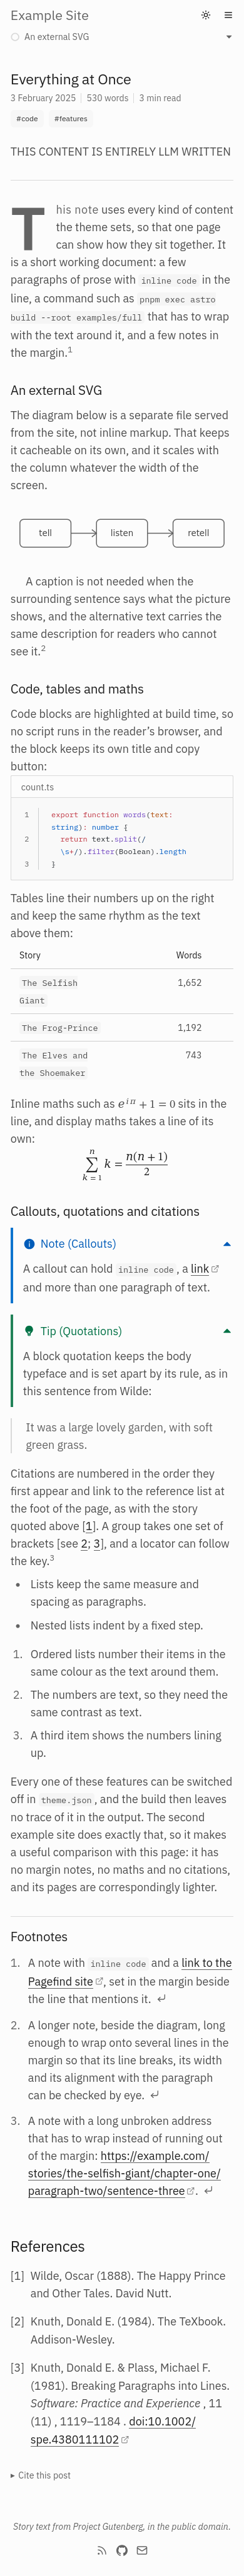 Example Site
An external SVG
Everything at Once
3 February 2025 | 530 words | 3 min read
#code #features
THIS CONTENT IS ENTIRELY LLM WRITTEN
This note uses every kind of content
the theme sets, so that one page
can show how they sit together. It
is a short working document: a few
paragraphs of prose with inline code in the
line, a command such as pnpm exec astro
build --root examples/full that has to wrap
with the text around it, and a few notes in
the margin.1
An external SVG
The diagram below is a separate file served
from the site, not inline markup. That keeps
it cacheable on its own, and it scales with
the column whatever the width of the
screen.
tell listen retell
A caption is not needed when the
surrounding sentence says what the picture
shows, and the alternative text carries the
same description for readers who cannot
see it.2
Code, tables and maths
Code blocks are highlighted at build time, so
no script runs in the reader's browser, and
the block keeps its own title and copy
button:
count.ts
1 export function words(text:
string): number {
2 return text.split(/
\s+/).filter(Boolean).length
3 }
Tables line their numbers up on the right
and keep the same rhythm as the text
above them:
Story Words
The Selfish 1,652
Giant
The Frog-Prince 1,192
The Elves and 743
the Shoemaker
Inline maths such as e^{iπ} + 1 = 0 sits in the
line, and display maths takes a line of its
own:
n
∑ k = n(n + 1)
k = 1 2
Callouts, quotations and citations
Note (Callouts)
A callout can hold inline code, a link
and more than one paragraph of text.
Tip (Quotations)
A block quotation keeps the body
typeface and is set apart by its rule, as in
this sentence from Wilde:
It was a large lovely garden, with soft
green grass.
Citations are numbered in the order they
first appear and link to the reference list at
the foot of the page, as with the story
quoted above [1]. A group takes one set of
brackets [see 2; 3], and a locator can follow
the key.3
• Lists keep the same measure and
spacing as paragraphs.
• Nested lists indent by a fixed step.
1. Ordered lists number their items in the
same colour as the text around them.
2. The numbers are text, so they need the
same contrast as text.
3. A third item shows the numbers lining
up.
Every one of these features can be switched
off in theme.json, and the build then leaves
no trace of it in the output. The second
example site does exactly that, so it makes
a useful comparison with this page: it has
no margin notes, no maths and no citations,
and its pages are correspondingly lighter.
Footnotes
1. A note with inline code and a link to the
Pagefind site, set in the margin beside
the line that mentions it. ↵
2. A longer note, beside the diagram, long
enough to wrap onto several lines in the
margin so that its line breaks, its width
and its alignment with the paragraph
can be checked by eye. ↵
3. A note with a long unbroken address
that has to wrap instead of running out
of the margin: https://example.com/
stories/the-selfish-giant/chapter-one/
paragraph-two/sentence-three. ↵
References
[1] Wilde, Oscar (1888). The Happy Prince
and Other Tales. David Nutt.
[2] Knuth, Donald E. (1984). The TeXbook.
Addison-Wesley.
[3] Knuth, Donald E. & Plass, Michael F.
(1981). Breaking Paragraphs into Lines.
Software: Practice and Experience , 11
(11) , 1119–1184 . doi:10.1002/
spe.4380111102
▸ Cite this post
Story text from Project Gutenberg, in the public domain.